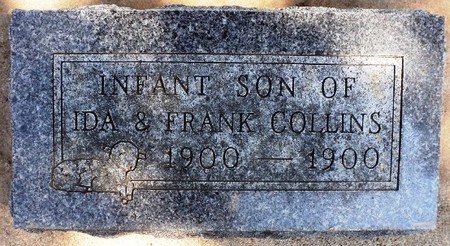 INFANT SON OF
IDA & FRANK COLLINS
1900 — 1900